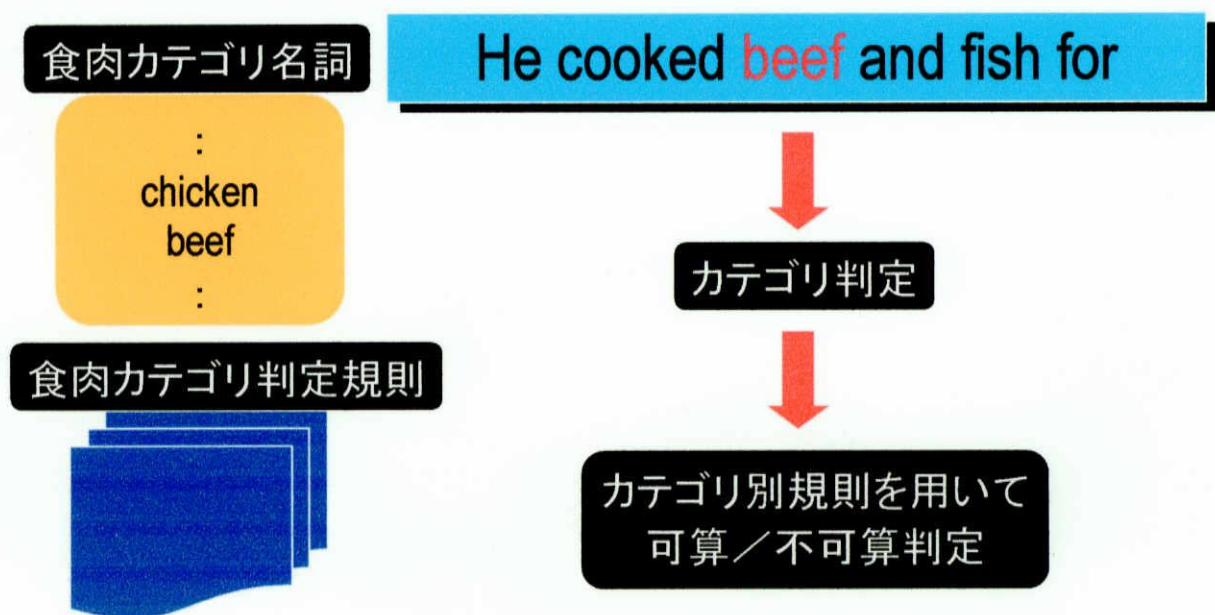 食肉カテゴリ名詞
:
chicken
beef
:
食肉カテゴリ判定規則
He cooked beef and fish for
カテゴリ判定
カテゴリ別規則を用いて
可算／不可算判定